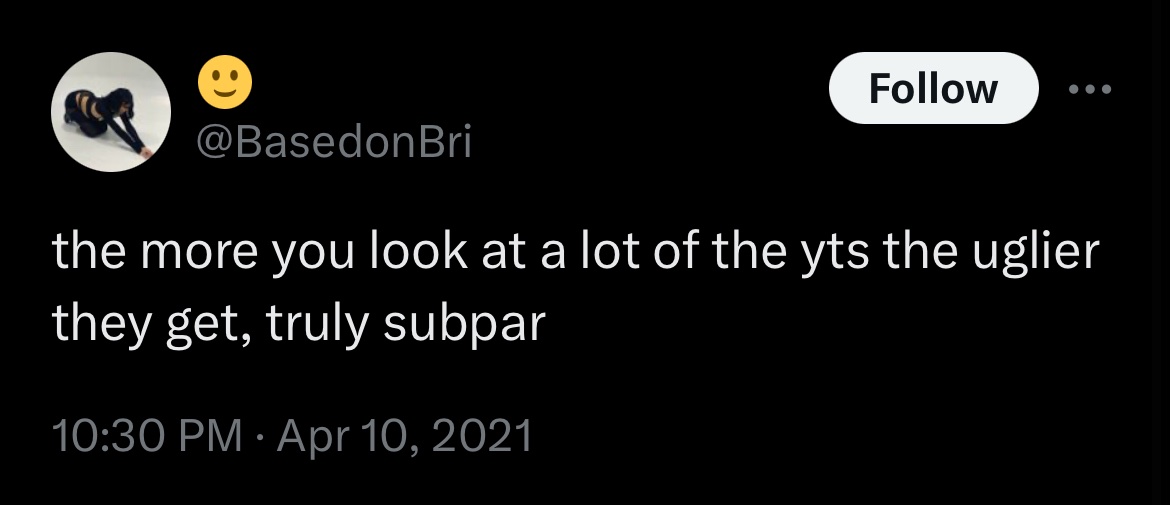 🙂
@BasedonBri
Follow
the more you look at a lot of the yts the uglier
they get, truly subpar
10:30 PM · Apr 10, 2021